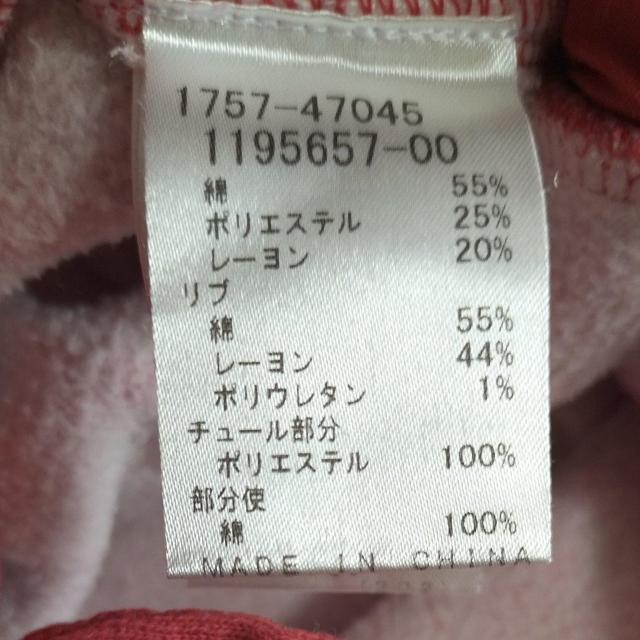 1757-47045
1195657-00
綿 55%
ポリエステル 25%
レーヨン 20%
リブ
綿 55%
レーヨン 44%
ポリウレタン 1%
チュール部分
ポリエステル 100%
部分使
綿 100%
MADE IN CHINA